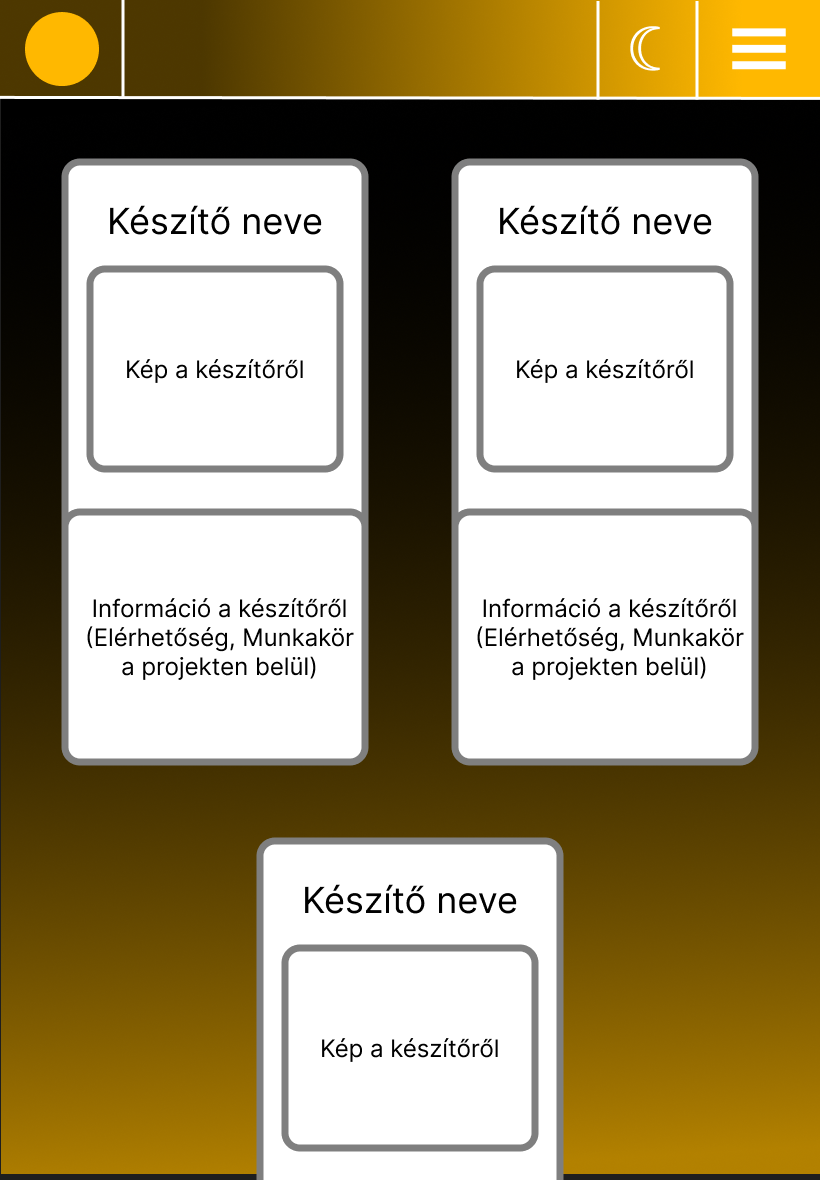 Készítő neve
Kép a készítőről
Információ a készítőről
(Elérhetőség, Munkakör
a projekten belül)
Készítő neve
Kép a készítőről
Információ a készítőről
(Elérhetőség, Munkakör
a projekten belül)
Készítő neve
Kép a készítőről